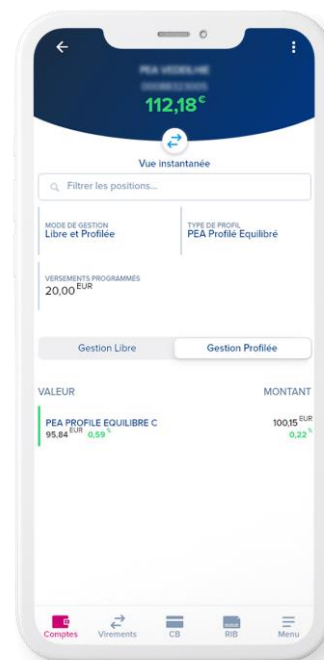 112,18€
Vue instantanée
Filtrer les positions...
MODE DE GESTION
Libre et Profilée
TYPE DE PROFIL
PEA Profilé Equilibré
VERSEMENTS PROGRAMMÉS
20,00 EUR
Gestion Libre
Gestion Profilée
VALEUR
MONTANT
PEA PROFILE EQUILIBRE C
100,15 EUR
95,84 EUR 0,59 %
0,22 %
Comptes
Virements
CB
RIB
Menu